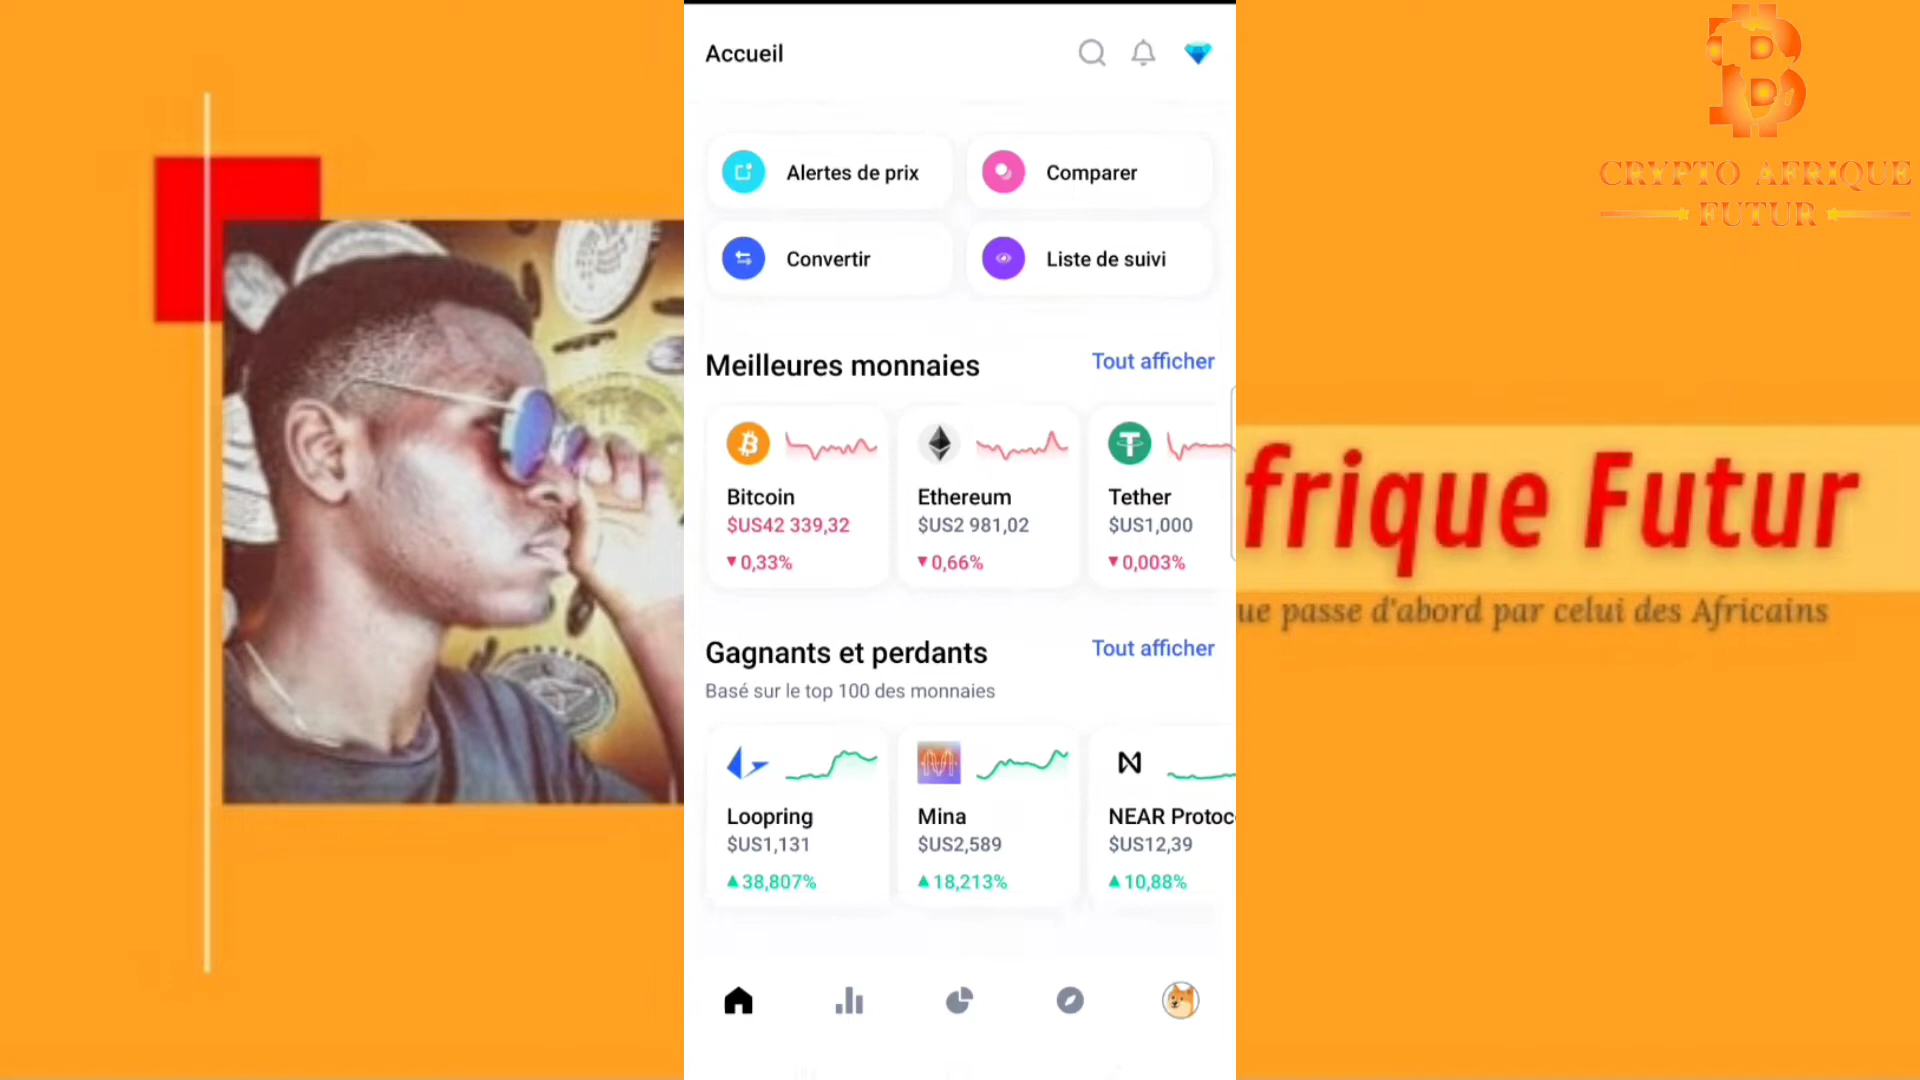 Accueil
Alertes de prix
Comparer
Convertir
Liste de suivi
Meilleures monnaies
Tout afficher
Bitcoin
$US42 339,32
0,33%
Ethereum
$US2 981,02
0,66%
Tether
$US1,000
0,003%
Gagnants et perdants
Tout afficher
Basé sur le top 100 des monnaies
Loopring
$US1,131
38,807%
Mina
$US2,589
18,213%
NEAR Protoc
$US12,39
10,88%
CRYPTO AFRIQUE
FUTUR
frique Futur
ue passe d'abord par celui des Africains